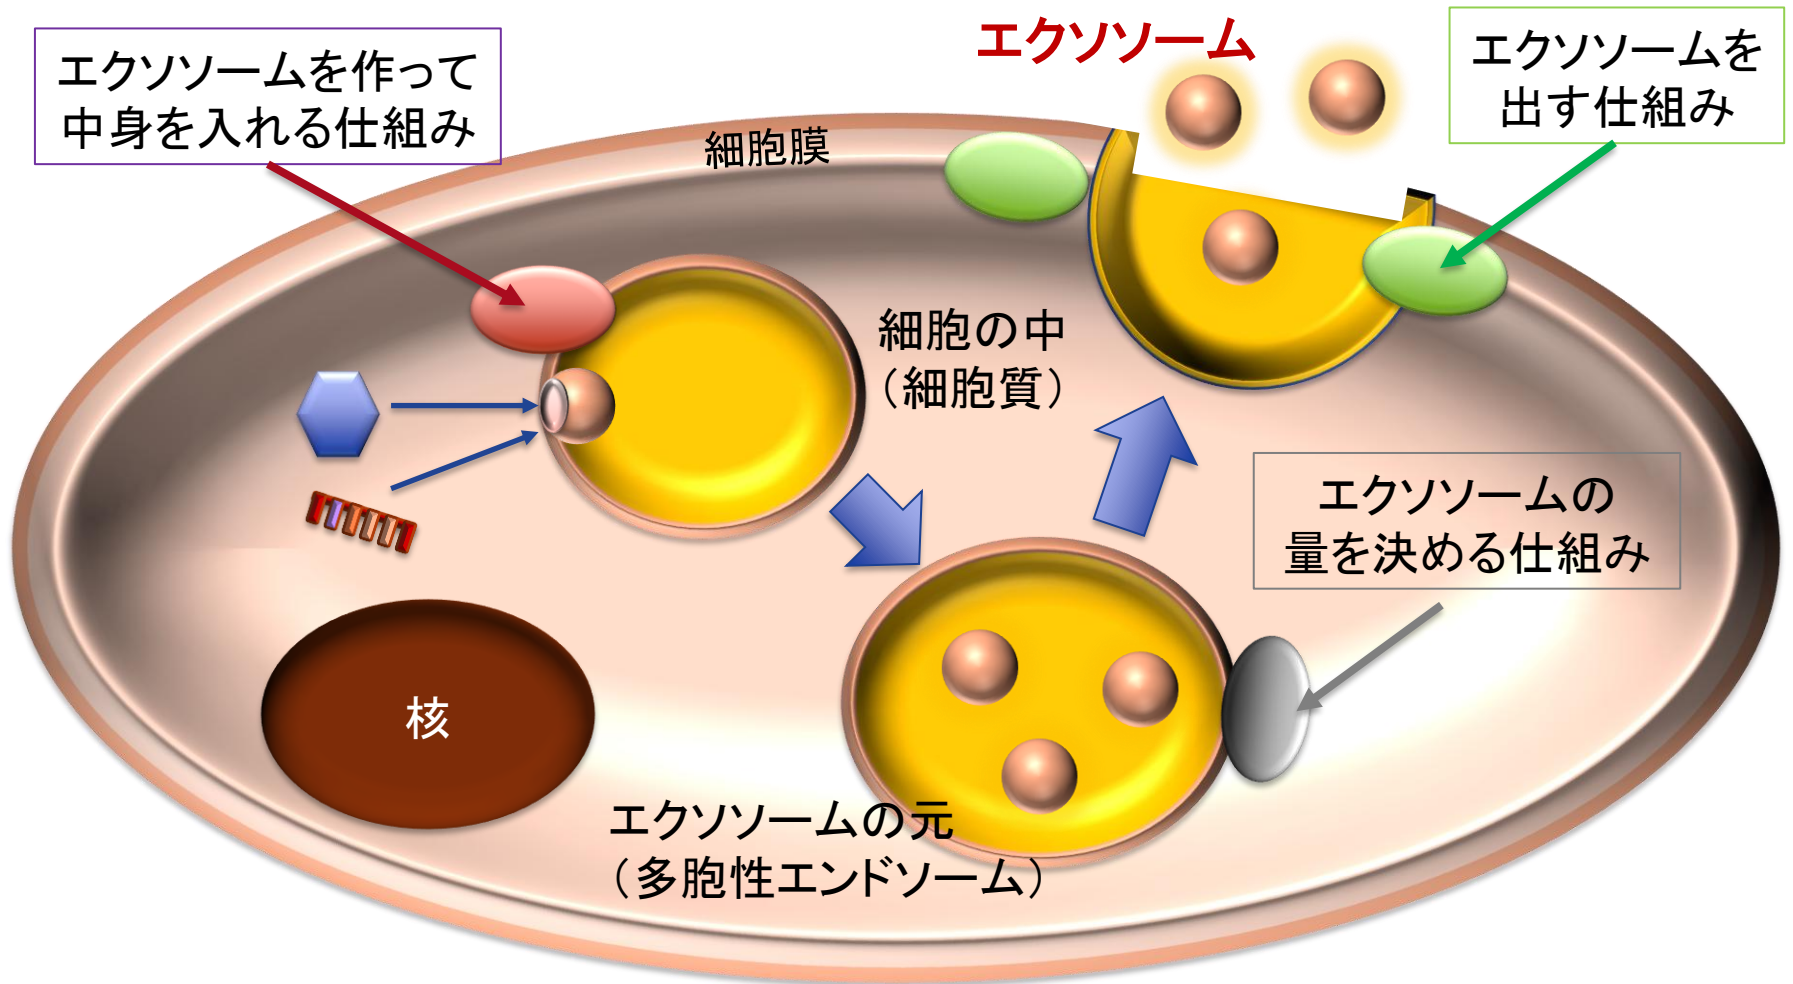 エクソソームを作って
中身を入れる仕組み
エクソソーム
エクソソームを
出す仕組み
細胞膜
細胞の中
（細胞質）
エクソソームの
量を決める仕組み
核
エクソソームの元
（多胞性エンドソーム）